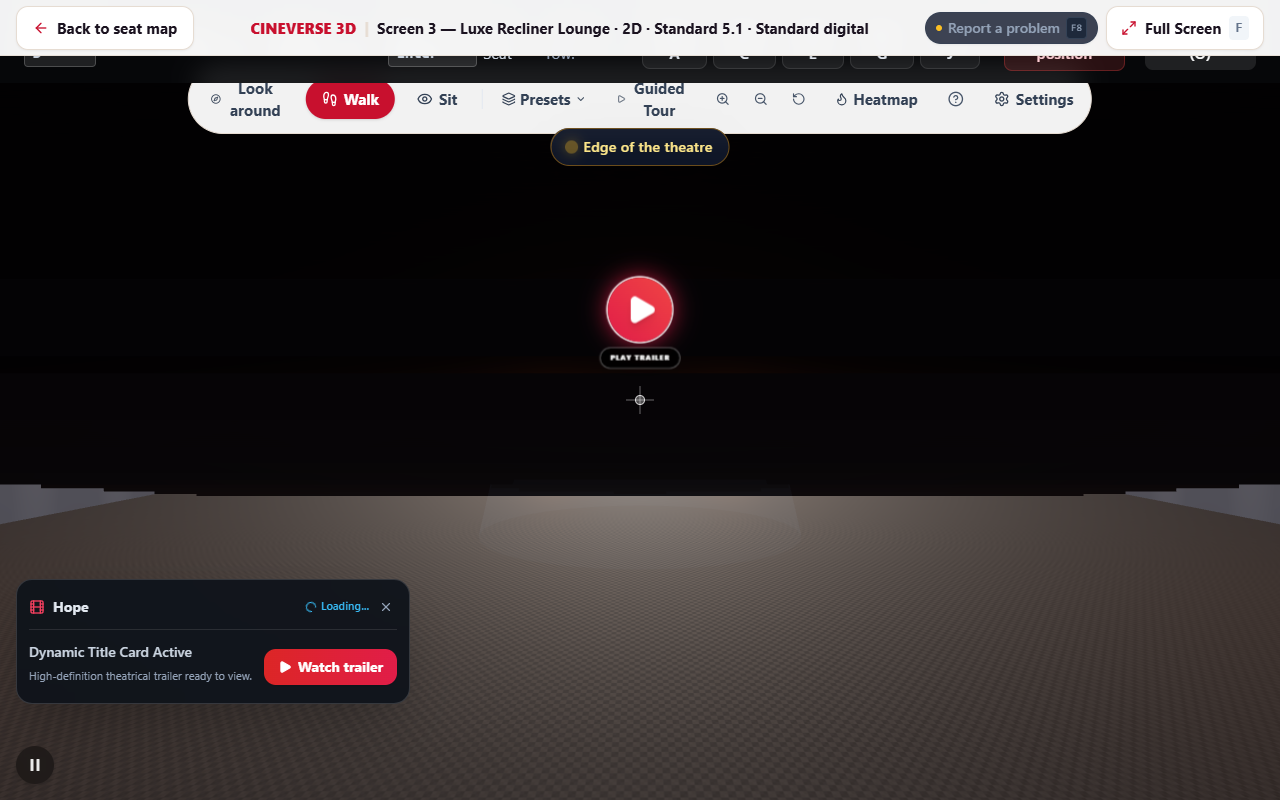 Back to seat map
CINEVERSE 3D | Screen 3 — Luxe Recliner Lounge · 2D · Standard 5.1 · Standard digital
Report a problem F8
Full Screen F
Look around
Walk
Sit
Presets
Guided Tour
Heatmap
Settings
Edge of the theatre
PLAY TRAILER
Hope
Loading...
Dynamic Title Card Active
High-definition theatrical trailer ready to view.
Watch trailer